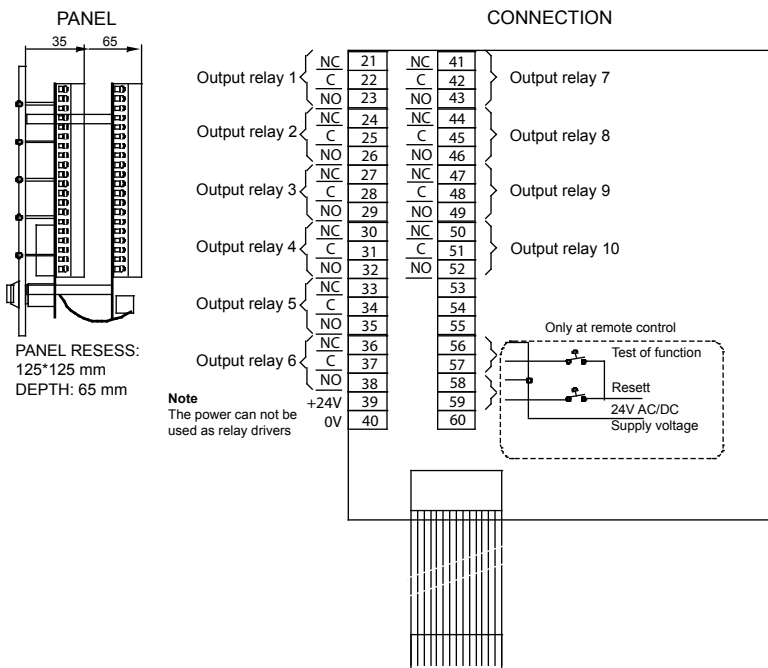 PANEL
35 65
PANEL RESESS:
125*125 mm
DEPTH: 65 mm
CONNECTION
Output relay 1
NC 21
C 22
NO 23
Output relay 2
NC 24
C 25
NO 26
Output relay 3
NC 27
C 28
NO 29
Output relay 4
NC 30
C 31
NO 32
Output relay 5
NC 33
C 34
NO 35
Output relay 6
NC 36
C 37
NO 38
+24V 39
0V 40
Note
The power can not be
used as relay drivers
NC 41
C 42
NO 43
Output relay 7
NC 44
C 45
NO 46
Output relay 8
NC 47
C 48
NO 49
Output relay 9
NC 50
C 51
NO 52
Output relay 10
53
54
55
56
57
58
59
60
Only at remote control
Test of function
Resett
24V AC/DC
Supply voltage